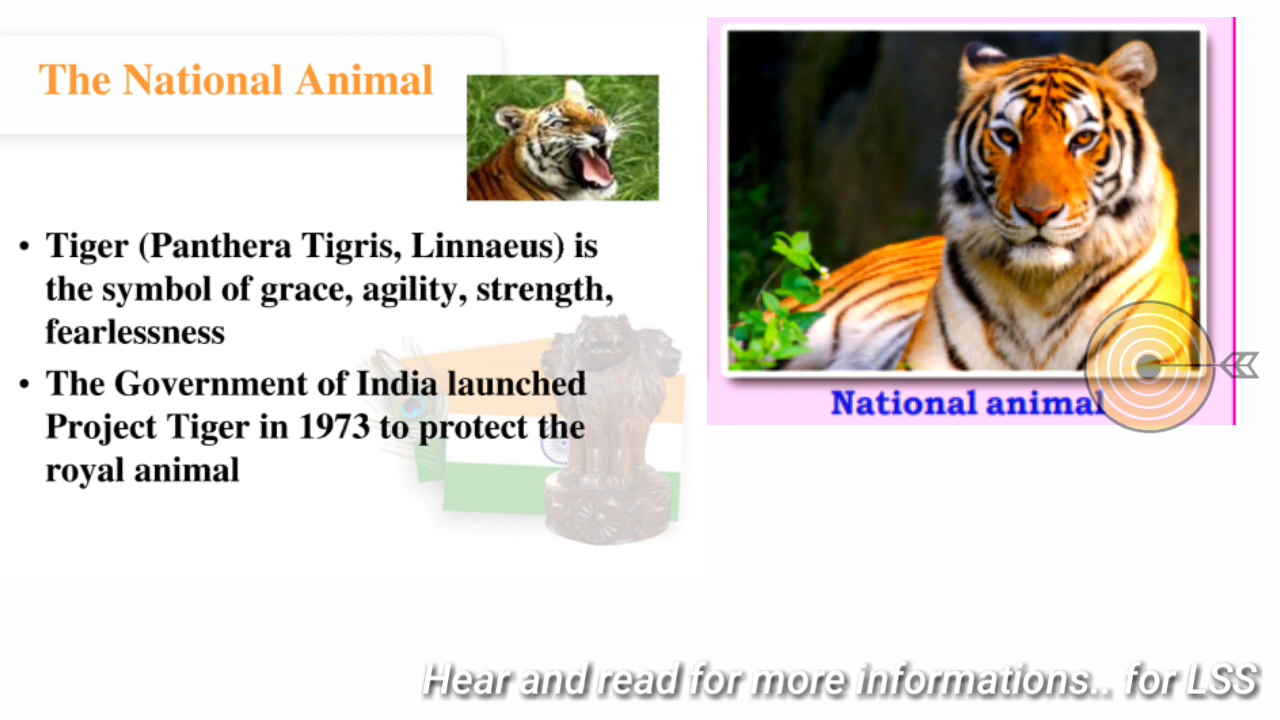 The National Animal
• Tiger (Panthera Tigris, Linnaeus) is
the symbol of grace, agility, strength,
fearlessness
• The Government of India launched
Project Tiger in 1973 to protect the
royal animal
National animal
Hear and read for more informations.. for LSS